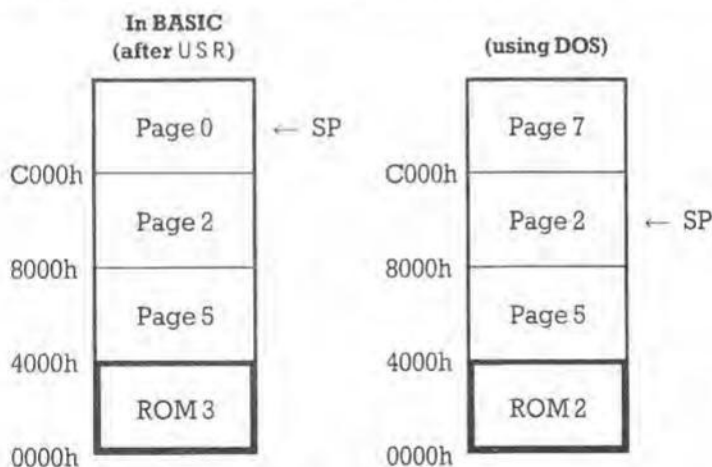 In BASIC
(after USR)
Page 0
← SP
C000h
Page 2
8000h
Page 5
4000h
ROM 3
0000h
(using DOS)
Page 7
C000h
Page 2
← SP
8000h
Page 5
4000h
ROM 2
0000h